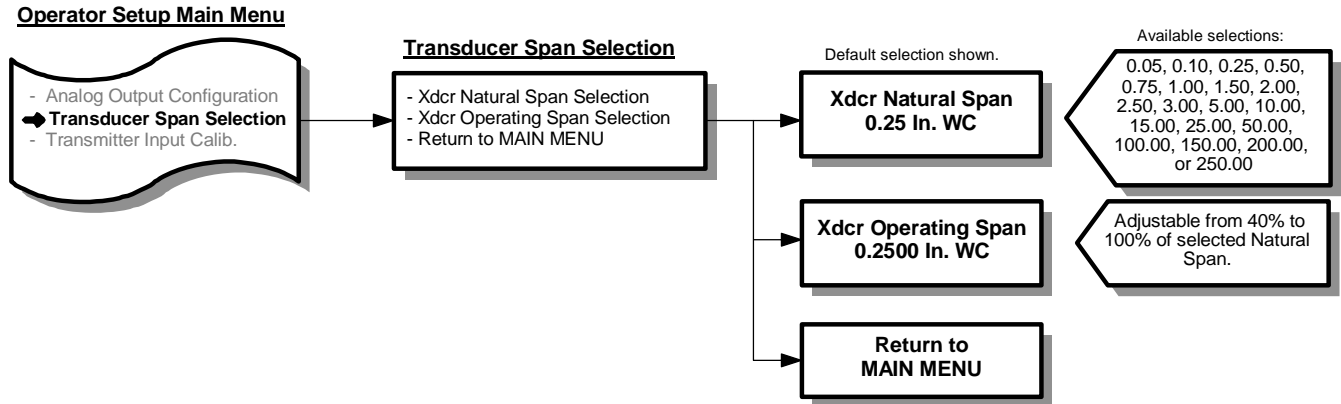 Operator Setup Main Menu
- Analog Output Configuration
Transducer Span Selection
- Transmitter Input Calib.
Transducer Span Selection
- Xdcr Natural Span Selection
- Xdcr Operating Span Selection
- Return to MAIN MENU
Default selection shown.
Xdcr Natural Span
0.25 In. WC
Available selections:
0.05, 0.10, 0.25, 0.50,
0.75, 1.00, 1.50, 2.00,
2.50, 3.00, 5.00, 10.00,
15.00, 25.00, 50.00,
100.00, 150.00, 200.00,
or 250.00
Xdcr Operating Span
0.2500 In. WC
Adjustable from 40% to
100% of selected Natural
Span.
Return to
MAIN MENU